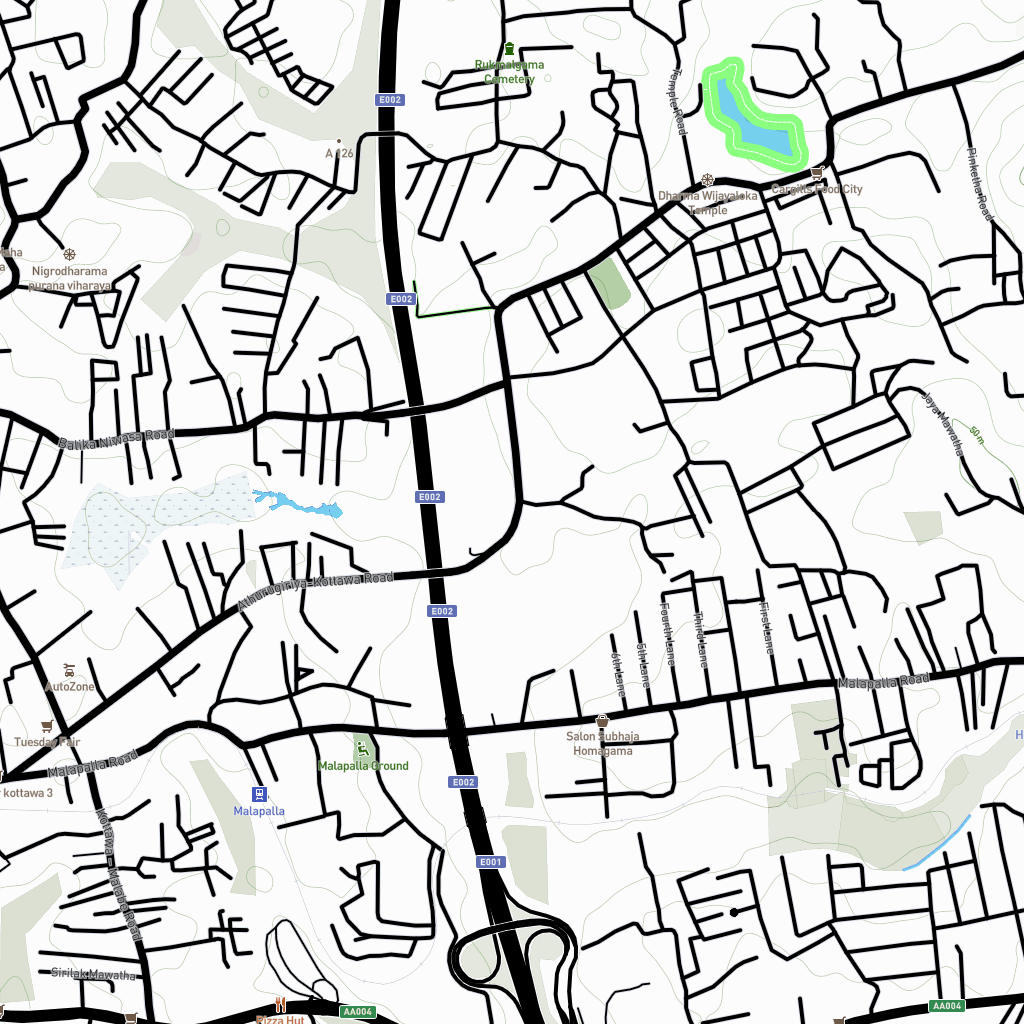 Rukmalgama
Cemetery
E002
Temple Road
A 126
Pinketha Road
Cargills Food City
Dharma Wijayaloka
Temple
Nigrodharama
purana viharaya
E002
Jaya Mawatha
50 m
Balika Niwasa Road
E002
Athurugiriya-Kottawa Road
E002
Fourth Lane
Third Lane
First Lane
5th Lane
6th Lane
AutoZone
Malapalla Road
Tuesday Fair
Salon Subhaja
Homagama
Malapalla Road
Malapalla Ground
E002
kottawa 3
Malapalla
Kottawa - Malabe Road
E001
Sirilak Mawatha
AA004
AA004
Pizza Hut